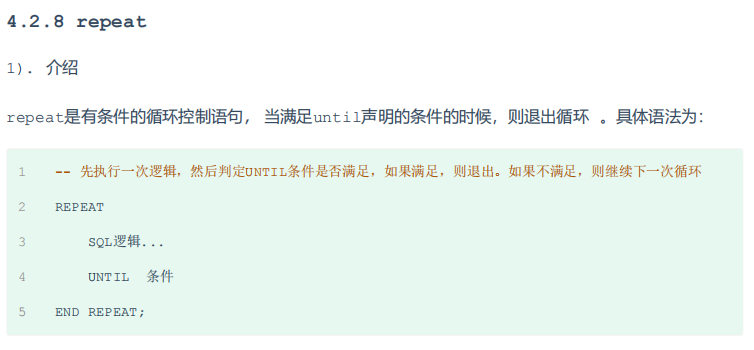 4.2.8 repeat
1). 介绍
repeat是有条件的循环控制语句, 当满足until声明的条件的时候，则退出循环 。具体语法为：
1 -- 先执行一次逻辑，然后判定UNTIL条件是否满足，如果满足，则退出。如果不满足，则继续下一次循环
2 REPEAT
3 SQL逻辑...
4 UNTIL 条件
5 END REPEAT;